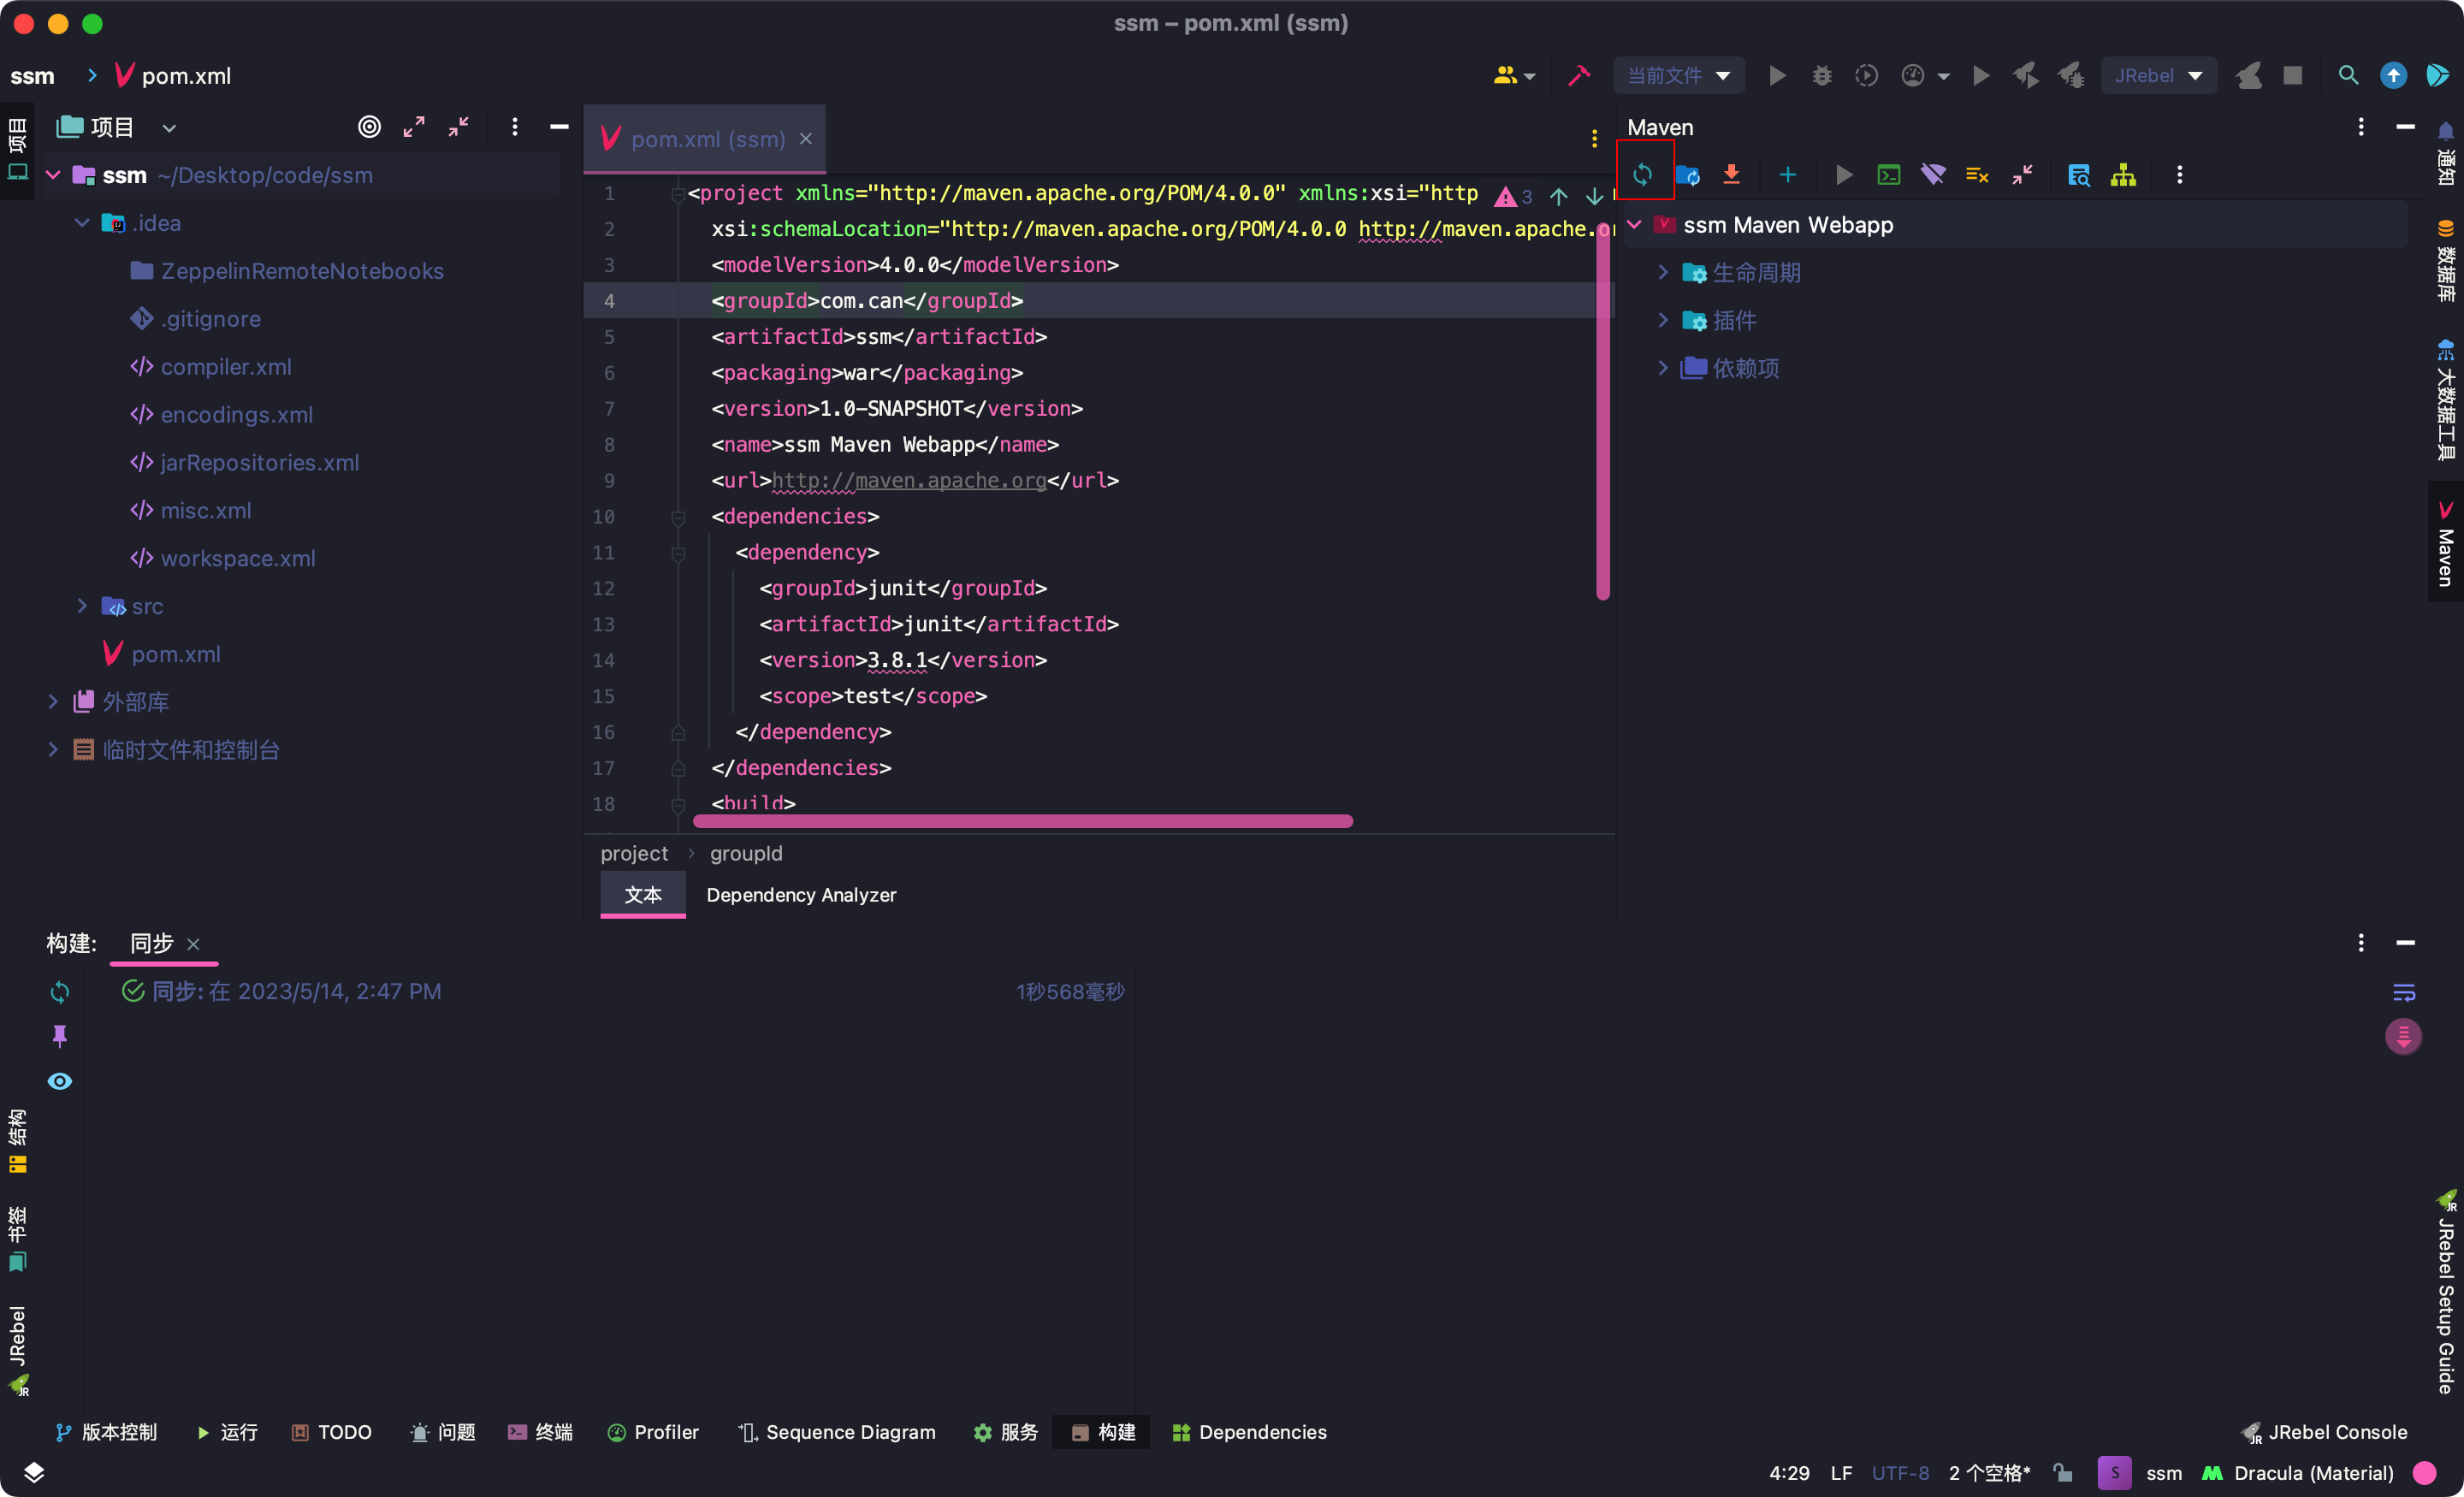 ssm – pom.xml (ssm)
ssm
pom.xml
当前文件
JRebel
项目
项目
ssm ~/Desktop/code/ssm
.idea
ZeppelinRemoteNotebooks
.gitignore
compiler.xml
encodings.xml
jarRepositories.xml
misc.xml
workspace.xml
src
pom.xml
外部库
临时文件和控制台
pom.xml (ssm)
3
1 <project xmlns="http://maven.apache.org/POM/4.0.0" xmlns:xsi="http
2 xsi:schemaLocation="http://maven.apache.org/POM/4.0.0 http://maven.apache.or
3 <modelVersion>4.0.0</modelVersion>
4 <groupId>com.can</groupId>
5 <artifactId>ssm</artifactId>
6 <packaging>war</packaging>
7 <version>1.0-SNAPSHOT</version>
8 <name>ssm Maven Webapp</name>
9 <url>http://maven.apache.org</url>
10 <dependencies>
11 <dependency>
12 <groupId>junit</groupId>
13 <artifactId>junit</artifactId>
14 <version>3.8.1</version>
15 <scope>test</scope>
16 </dependency>
17 </dependencies>
18 <build>
project
groupId
文本
Dependency Analyzer
Maven
ssm Maven Webapp
生命周期
插件
依赖项
通知
数据库
大数据工具
Maven
构建:
同步
同步: 在 2023/5/14, 2:47 PM
1秒568毫秒
结构
书签
JRebel
JR
JR
JRebel Setup Guide
版本控制
运行
TODO
问题
终端
Profiler
Sequence Diagram
服务
构建
Dependencies
JR
JRebel Console
4:29
LF
UTF-8
2 个空格*
S
ssm
Dracula (Material)